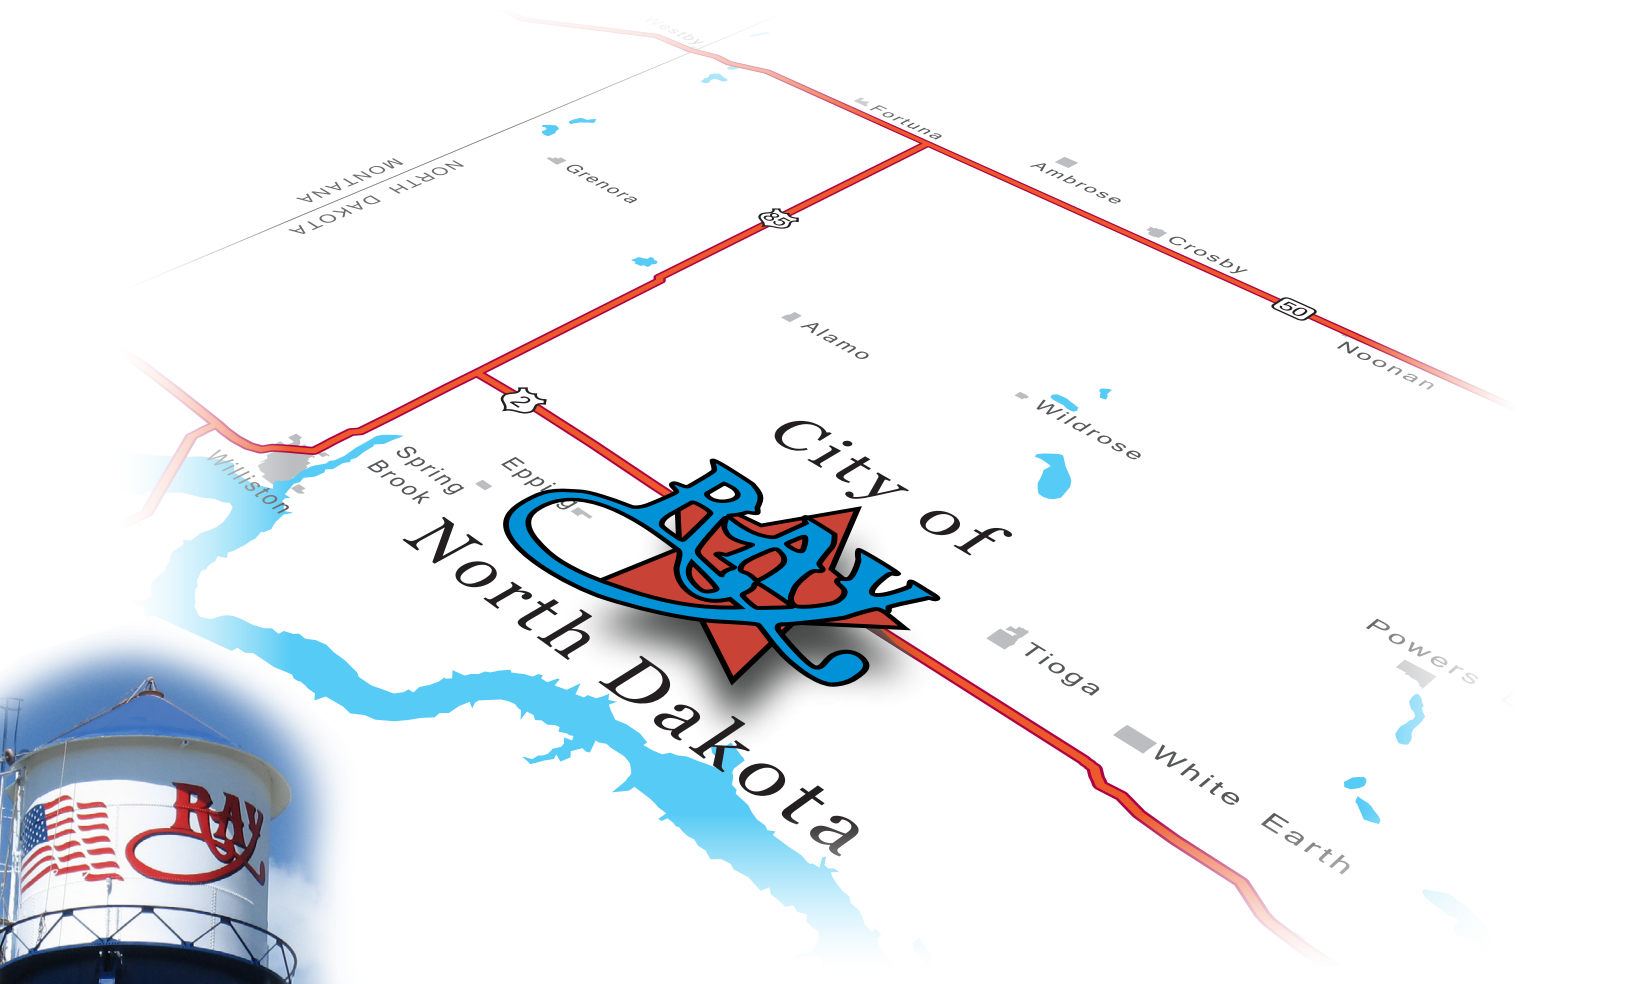 Westby
Fortuna
Ambrose
MONTANA
NORTH DAKOTA
Grenora
85
Crosby
50
Noonan
Alamo
2
Wildrose
Williston
Spring
Brook
Epping
City of
RAY
North Dakota
Tioga
Powers
White Earth
RAY